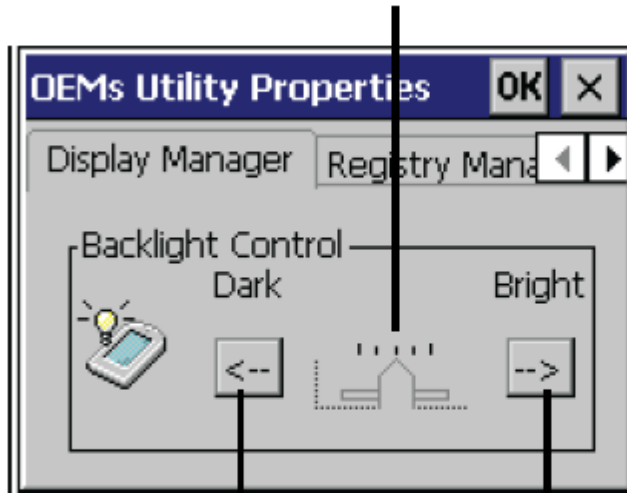 OEMs Utility Properties OK ×
Display Manager Registry Mana
Backlight Control
Dark Bright
<-- -->